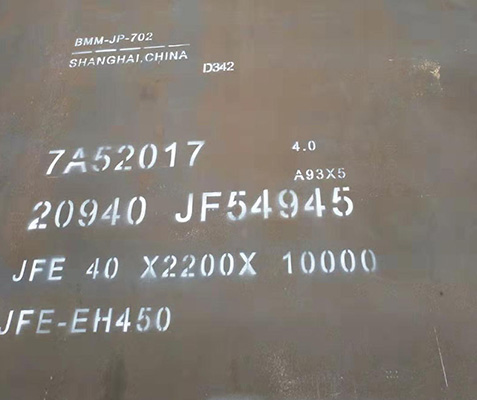 BMM-JP-702
SHANGHAI,CHINA
D342
7A52017 4.0
A93X5
20940 JF54945
JFE 40 X2200X 10000
JFE-EH450